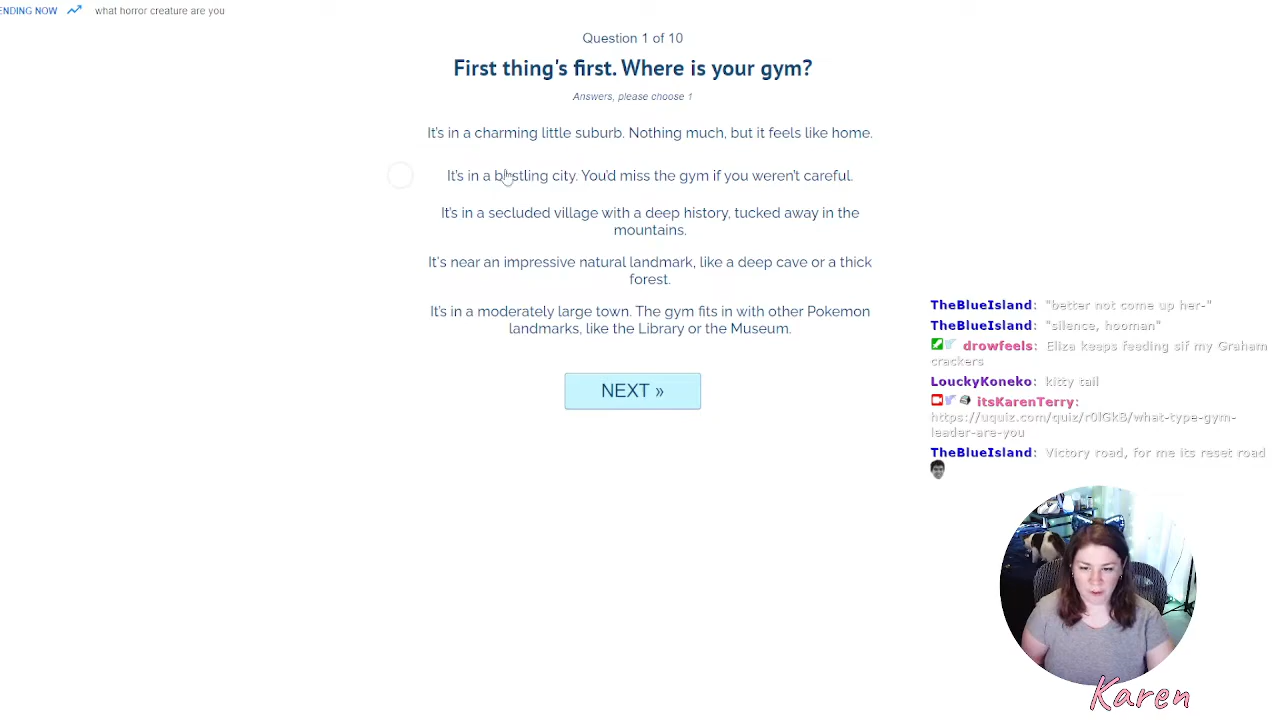 ENDING NOW what horror creature are you
Question 1 of 10
First thing's first. Where is your gym?
Answers, please choose 1
It's in a charming little suburb. Nothing much, but it feels like home.
It's in a bustling city. You'd miss the gym if you weren't careful.
It's in a secluded village with a deep history, tucked away in the
mountains.
It's near an impressive natural landmark, like a deep cave or a thick
forest.
It's in a moderately large town. The gym fits in with other Pokemon
landmarks, like the Library or the Museum.
NEXT »
TheBlueIsland: "better not come up her-"
TheBlueIsland: "silence, hooman"
drowfeels: Eliza keeps feeding sif my Graham
crackers
LouckyKoneko: kitty tail
itsKarenTerry:
https://uquiz.com/quiz/r0lGkB/what-type-gym-
leader-are-you
TheBlueIsland: Victory road, for me its reset road
Karen